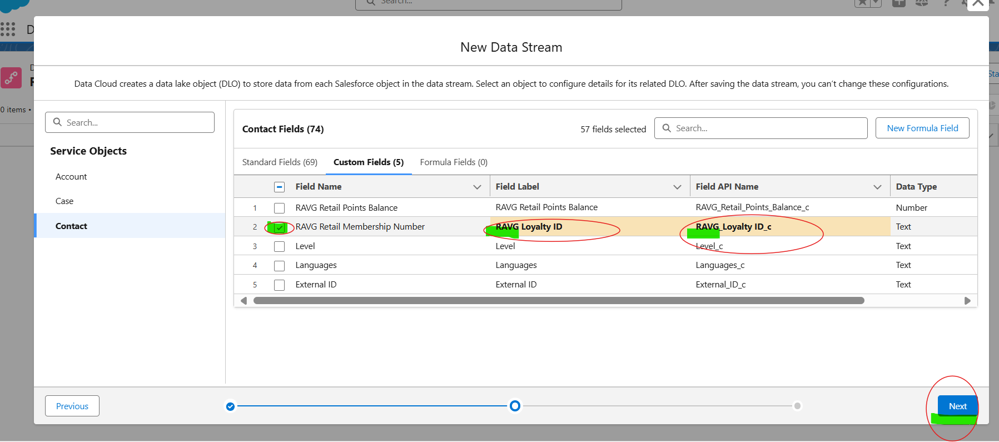 Search...
D
New Data Stream
D
F
Sta
Data Cloud creates a data lake object (DLO) to store data from each Salesforce object in the data stream. Select an object to configure details for its related DLO. After saving the data stream, you can't change these configurations.
0 items •
Search...
Service Objects
Account
Case
Contact
Contact Fields (74)
57 fields selected
Search...
New Formula Field
Standard Fields (69) Custom Fields (5) Formula Fields (0)
Field Name Field Label Field API Name Data Type
1 RAVG Retail Points Balance RAVG Retail Points Balance RAVG_Retail_Points_Balance_c Number
2 RAVG Retail Membership Number RAVG Loyalty ID RAVG_Loyalty ID_c Text
3 Level Level Level_c Text
4 Languages Languages Languages_c Text
5 External ID External ID External_ID_c Text
Previous
Next